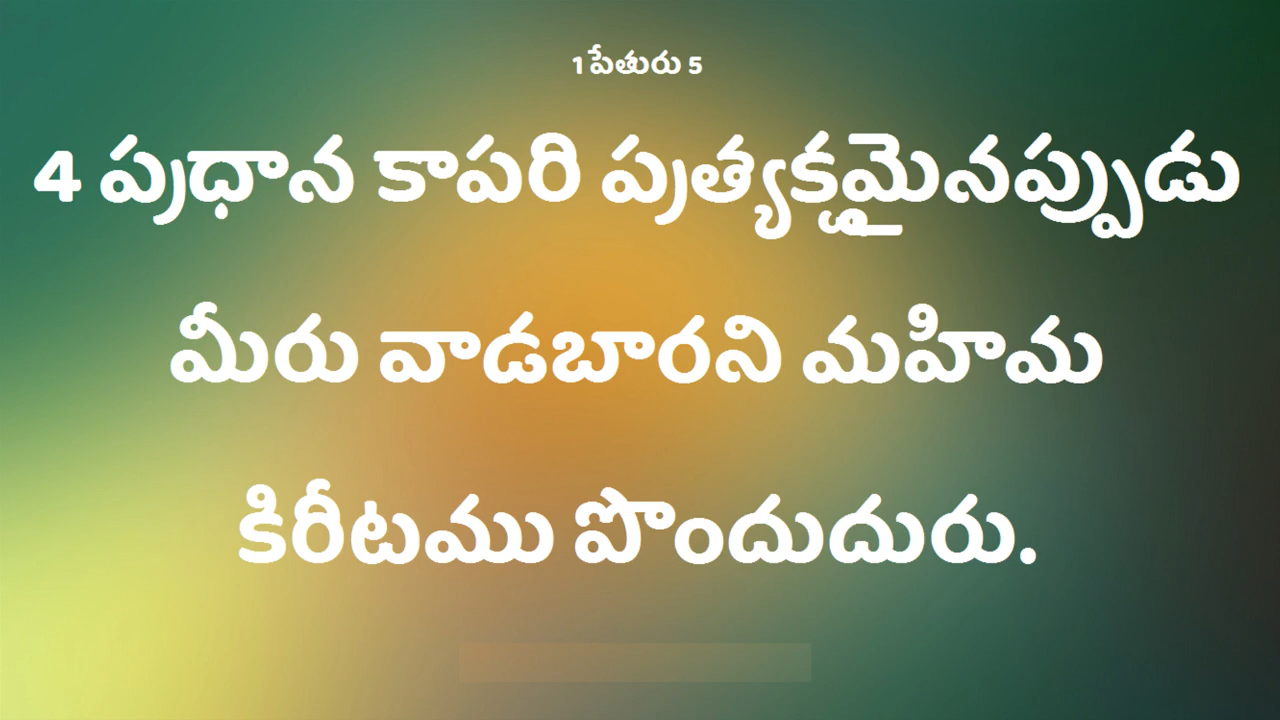 1 పేతురు 5
4 ప్రధాన కాపరి ప్రత్యక్షమైనప్పుడు
మీరు వాడబారని మహిమ
కిరీటము పొందుదురు.